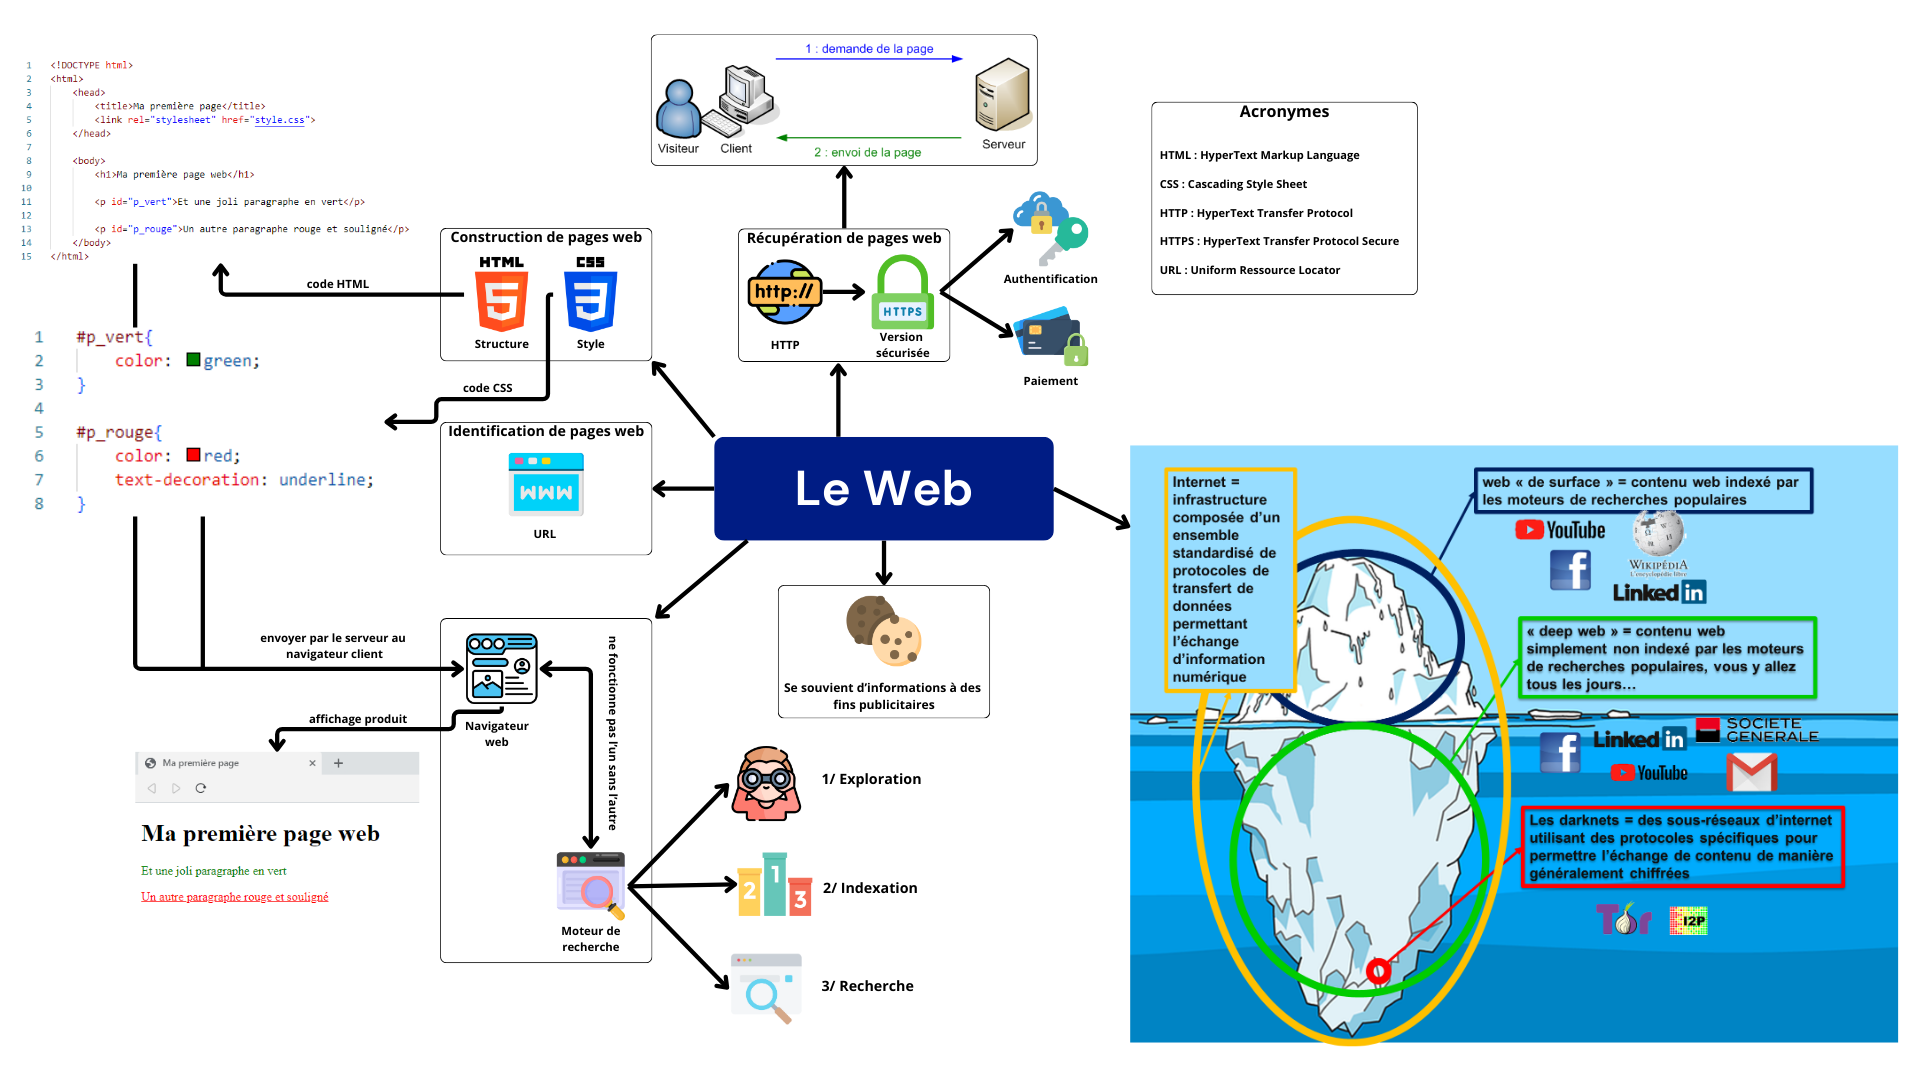 1 <!DOCTYPE html>
2 <html>
3 <head>
4 <title>Ma première page</title>
5 <link rel="stylesheet" href="style.css">
6 </head>
7
8 <body>
9 <h1>Ma première page web</h1>
10
11 <p id="p_vert">Et une joli paragraphe en vert</p>
12
13 <p id="p_rouge">Un autre paragraphe rouge et souligné</p>
14 </body>
15 </html>
code HTML
1 #p_vert{
2 color: green;
3 }
4
5 #p_rouge{
6 color: red;
7 text-decoration: underline;
8 }
code CSS
Construction de pages web
HTML
CSS
Structure
Style
1 : demande de la page
Visiteur
Client
Serveur
2 : envoi de la page
Récupération de pages web
http://
HTTPS
HTTP
Version
sécurisée
Authentification
Paiement
Acronymes
HTML : HyperText Markup Language
CSS : Cascading Style Sheet
HTTP : HyperText Transfer Protocol
HTTPS : HyperText Transfer Protocol Secure
URL : Uniform Ressource Locator
Identification de pages web
WWW
URL
Le Web
envoyer par le serveur au
navigateur client
affichage produit
Navigateur
web
ne fonctionne pas l'un sans l'autre
Moteur de
recherche
Se souvient d'informations à des
fins publicitaires
1/ Exploration
2
1
3
2/ Indexation
3/ Recherche
Ma première page
Ma première page web
Et une joli paragraphe en vert
Un autre paragraphe rouge et souligné
Internet =
infrastructure
composée d'un
ensemble
standardisé de
protocoles de
transfert de
données
permettant
l'échange
d'information
numérique
web « de surface » = contenu web indexé par
les moteurs de recherches populaires
YouTube
WIKIPÉDIA
L'encyclopédie libre
f
Linked in
« deep web » = contenu web
simplement non indexé par les moteurs
de recherches populaires, vous y allez
tous les jours…
f
Linked in
SOCIETE
GENERALE
YouTube
Les darknets = des sous-réseaux d'internet
utilisant des protocoles spécifiques pour
permettre l'échange de contenu de manière
généralement chiffrées
Tor
I2P